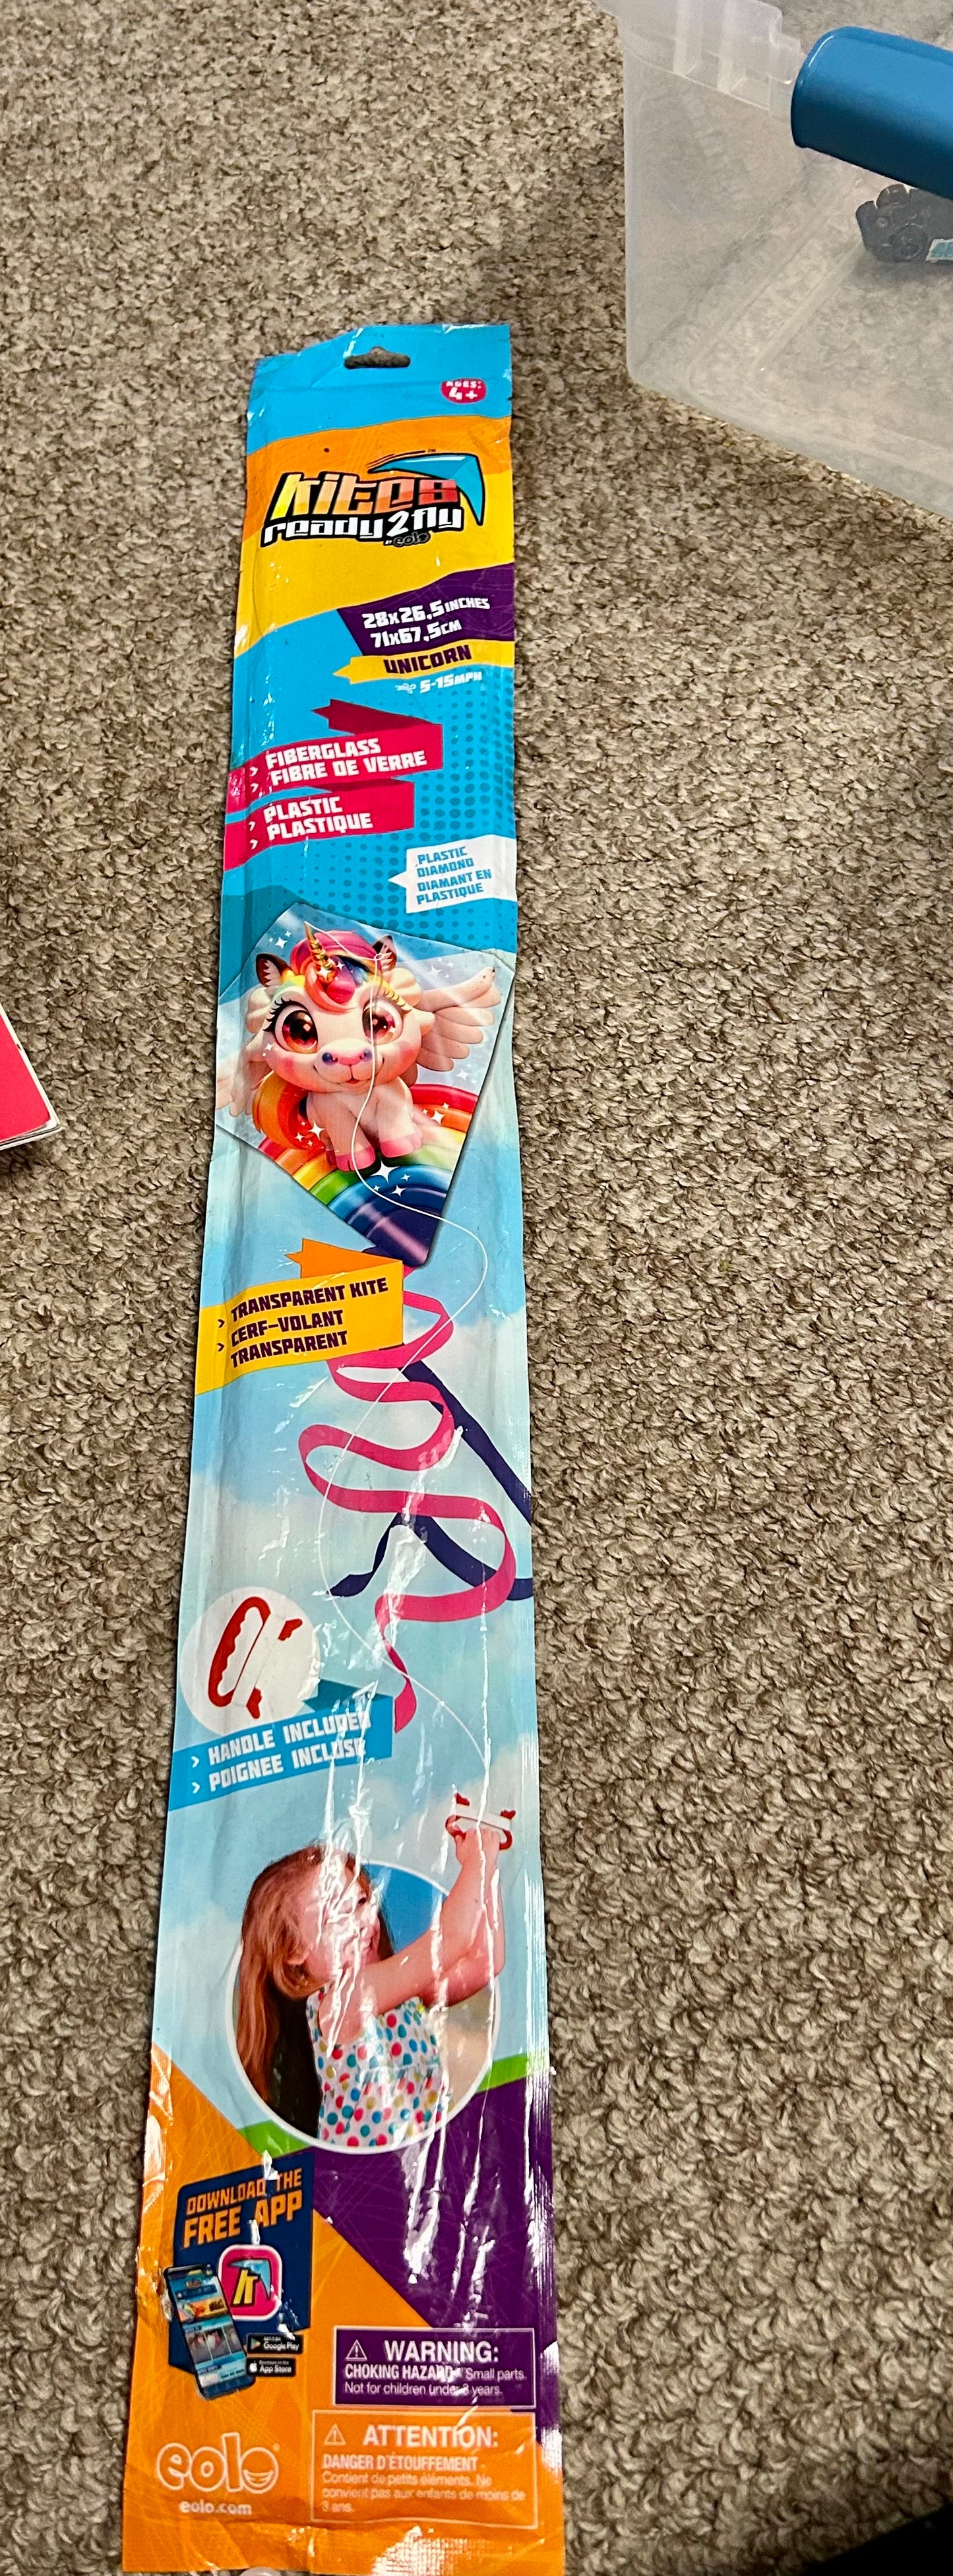 AGES:
4+
kites™
ready2fly
BY eolo
28x26,5 INCHES
71x67,5CM
UNICORN
5-15MPH
> FIBERGLASS
> FIBRE DE VERRE
> PLASTIC
> PLASTIQUE
PLASTIC
DIAMOND
DIAMANT EN
PLASTIQUE
> TRANSPARENT KITE
> CERF-VOLANT
TRANSPARENT
> HANDLE INCLUDED
> POIGNEE INCLUSE
DOWNLOAD THE
FREE APP
k
Google Play
App Store
WARNING:
CHOKING HAZARD - Small parts.
Not for children under 3 years.
ATTENTION:
DANGER D'ÉTOUFFEMENT -
Contient de petits éléments. Ne
convient pas aux enfants de moins de
3 ans.
eolo®
eolo.com